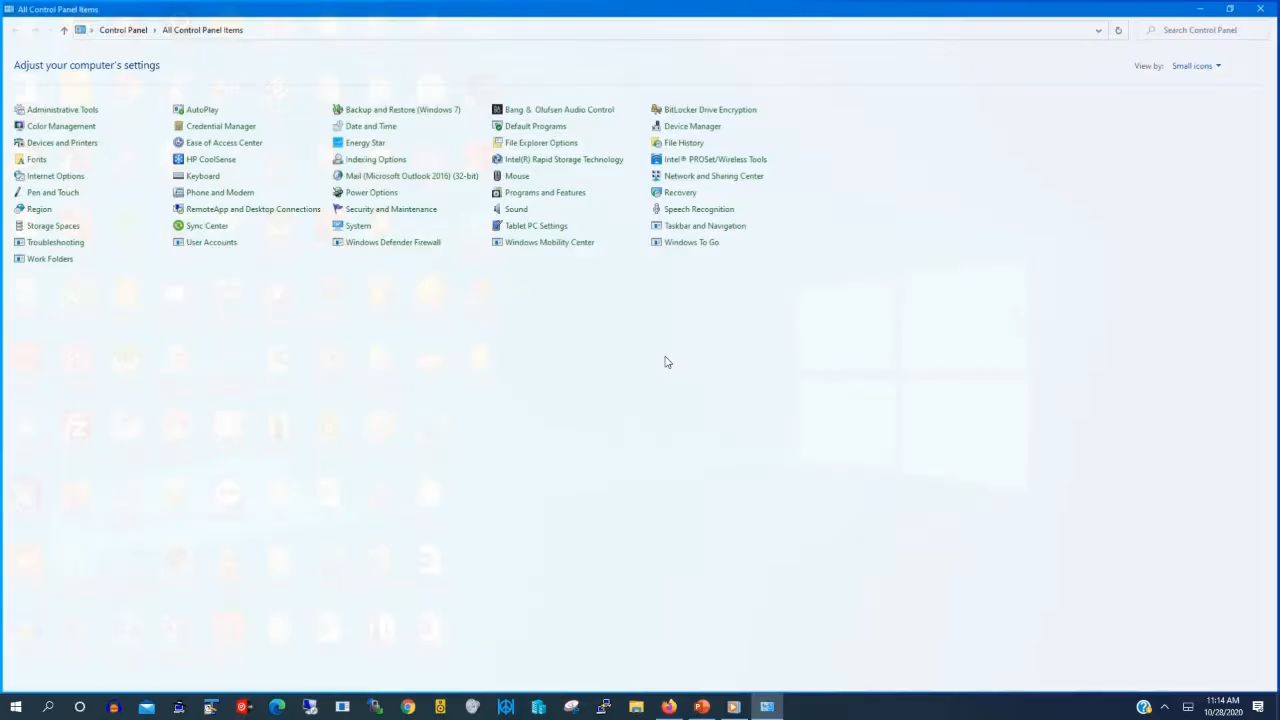 All Control Panel Items
Control Panel › All Control Panel Items
Search Control Panel
Adjust your computer's settings
View by: Small icons
Administrative Tools
AutoPlay
Backup and Restore (Windows 7)
Bang & Olufsen Audio Control
BitLocker Drive Encryption
Color Management
Credential Manager
Date and Time
Default Programs
Device Manager
Devices and Printers
Ease of Access Center
Energy Star
File Explorer Options
File History
Fonts
HP CoolSense
Indexing Options
Intel(R) Rapid Storage Technology
Intel® PROSet/Wireless Tools
Internet Options
Keyboard
Mail (Microsoft Outlook 2016) (32-bit)
Mouse
Network and Sharing Center
Pen and Touch
Phone and Modem
Power Options
Programs and Features
Recovery
Region
RemoteApp and Desktop Connections
Security and Maintenance
Sound
Speech Recognition
Storage Spaces
Sync Center
System
Tablet PC Settings
Taskbar and Navigation
Troubleshooting
User Accounts
Windows Defender Firewall
Windows Mobility Center
Windows To Go
Work Folders
11:14 AM
10/28/2020